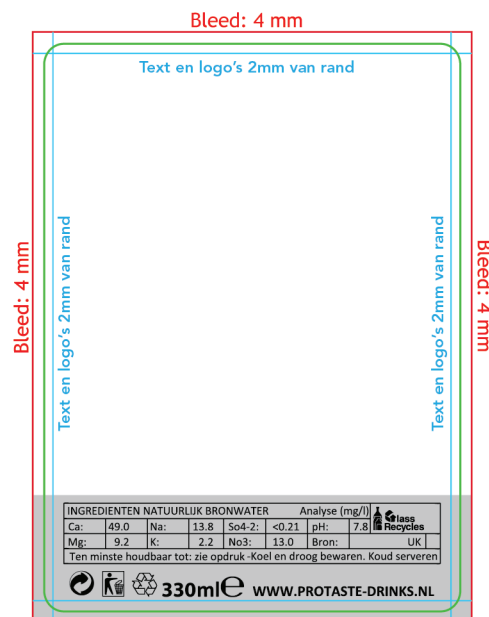 Bleed: 4 mm
Text en logo's 2mm van rand
Bleed: 4 mm
Text en logo's 2mm van rand
Text en logo's 2mm van rand
Bleed: 4 mm
INGREDIENTEN NATUURLIJK BRONWATER Analyse (mg/l)
Glass Recycles
Ca: 49.0 Na: 13.8 So4-2: <0.21 pH: 7.8
Mg: 9.2 K: 2.2 No3: 13.0 Bron: UK
Ten minste houdbaar tot: zie opdruk -Koel en droog bewaren. Koud serveren
330ml℮ WWW.PROTASTE-DRINKS.NL